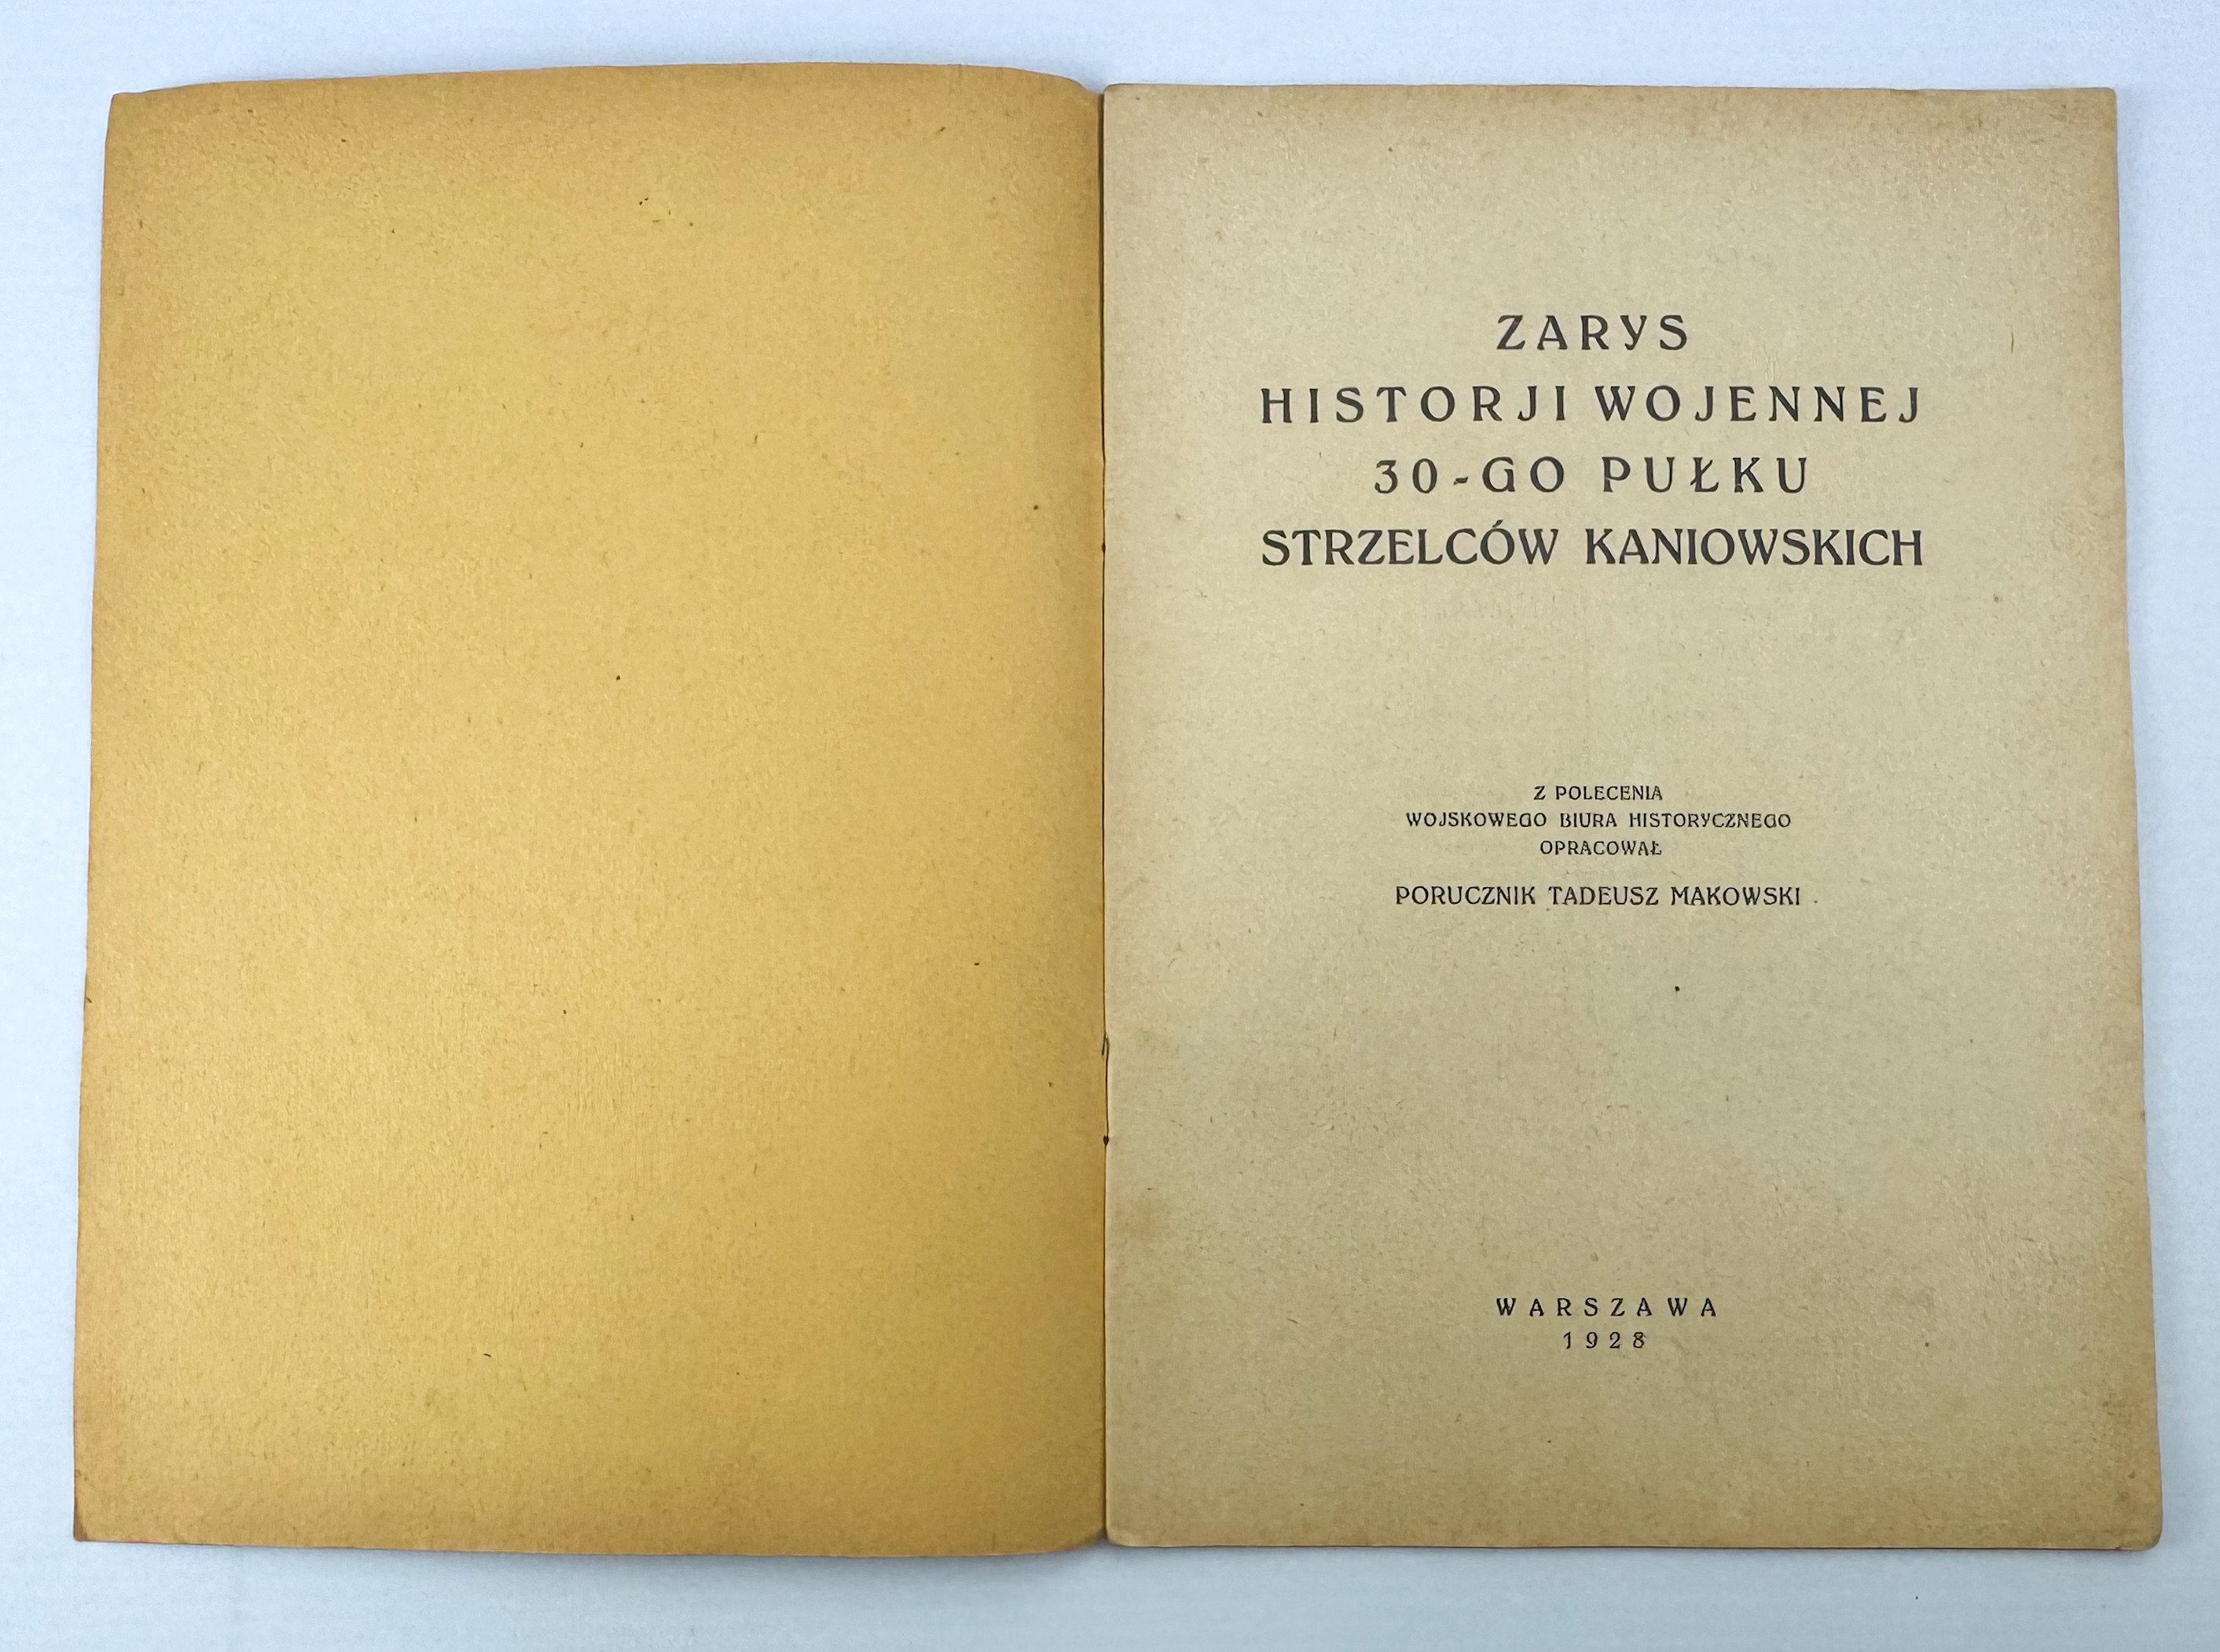 ZARYS
HISTORJI WOJENNEJ
30-GO PUŁKU
STRZELCÓW KANIOWSKICH
Z POLECENIA
WOJSKOWEGO BIURA HISTORYCZNEGO
OPRACOWAŁ
PORUCZNIK TADEUSZ MAKOWSKI
WARSZAWA
1928